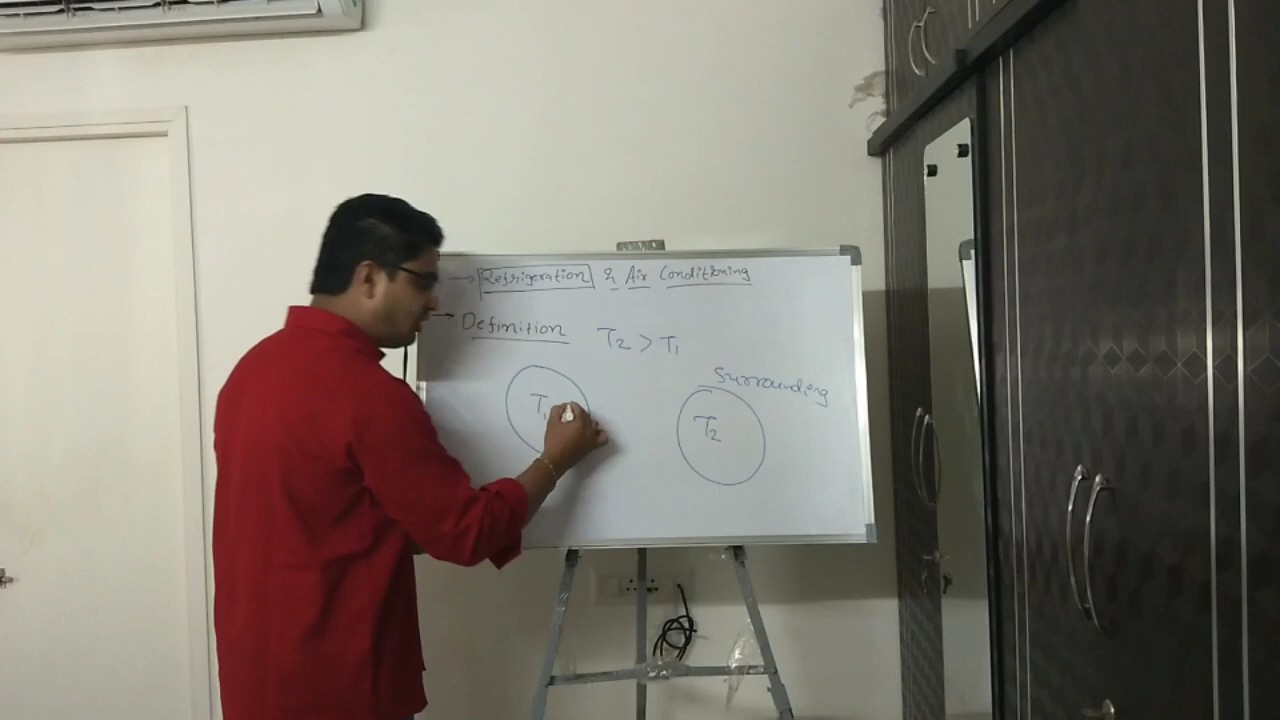 → Refrigeration & Air Conditioning
→ Definition
T₂ > T₁
Surrounding
T₁
T₂